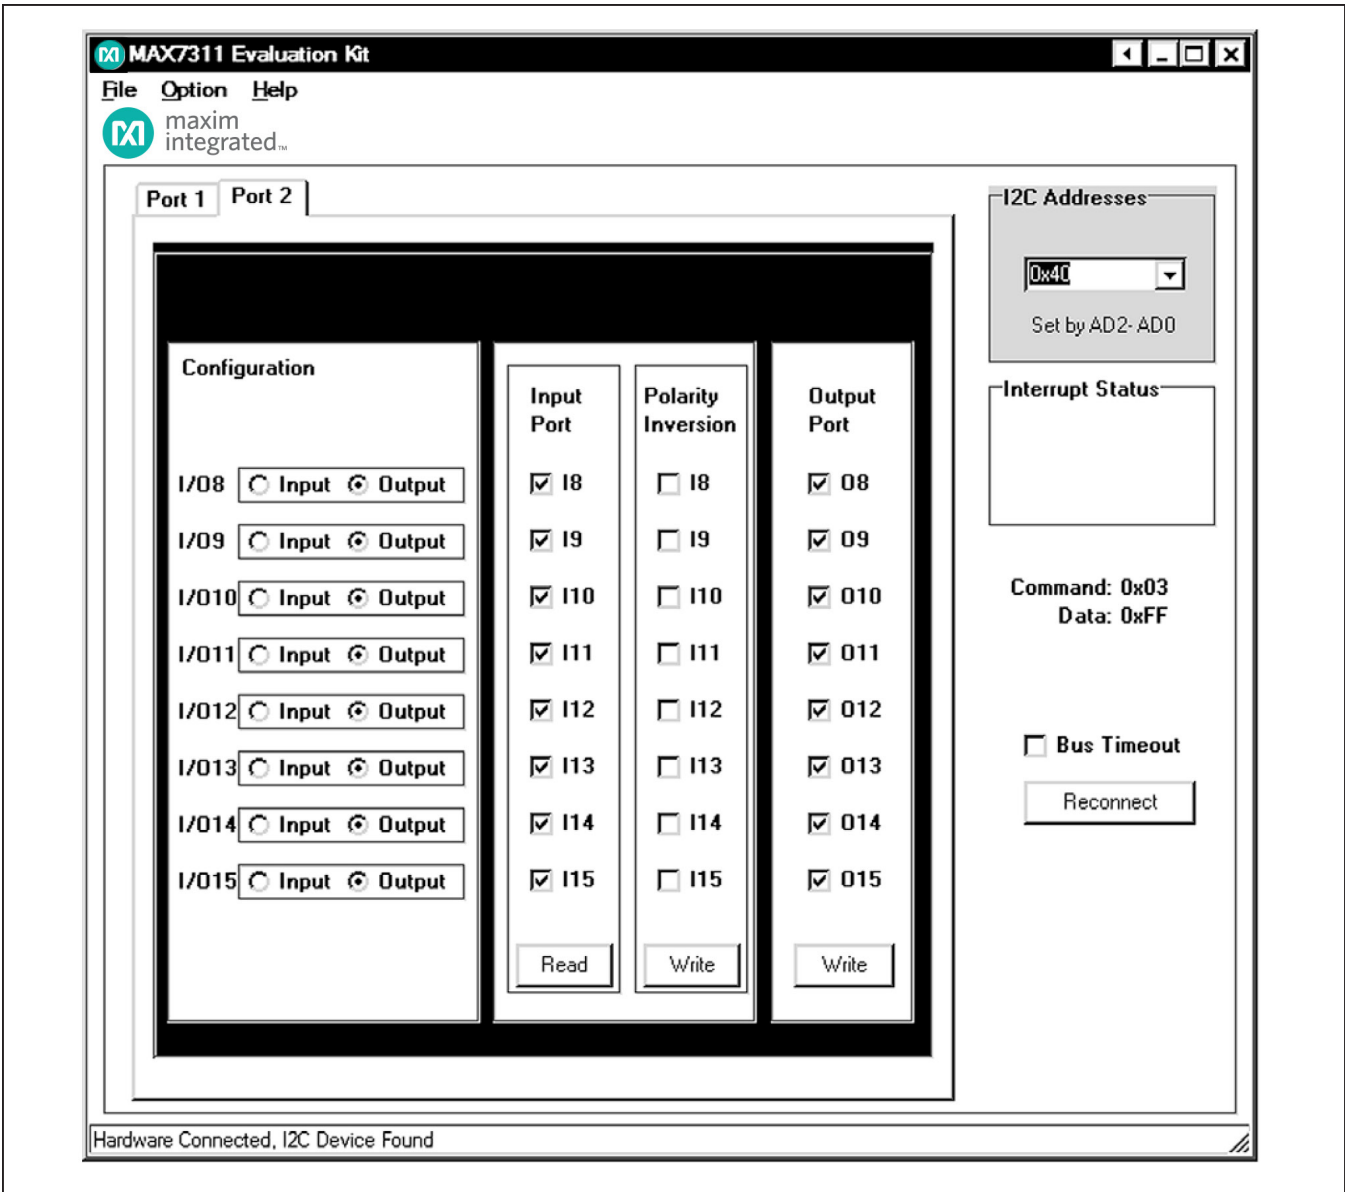 MAX7311 Evaluation Kit
File Option Help
maxim
integrated™
Port 1 Port 2
Configuration
I/O8 Input Output
I/O9 Input Output
I/O10 Input Output
I/O11 Input Output
I/O12 Input Output
I/O13 Input Output
I/O14 Input Output
I/O15 Input Output
Input
Port
I8
I9
I10
I11
I12
I13
I14
I15
Read
Polarity
Inversion
I8
I9
I10
I11
I12
I13
I14
I15
Write
Output
Port
O8
O9
O10
O11
O12
O13
O14
O15
Write
I2C Addresses
0x40
Set by AD2- AD0
Interrupt Status
Command: 0x03
Data: 0xFF
Bus Timeout
Reconnect
Hardware Connected, I2C Device Found